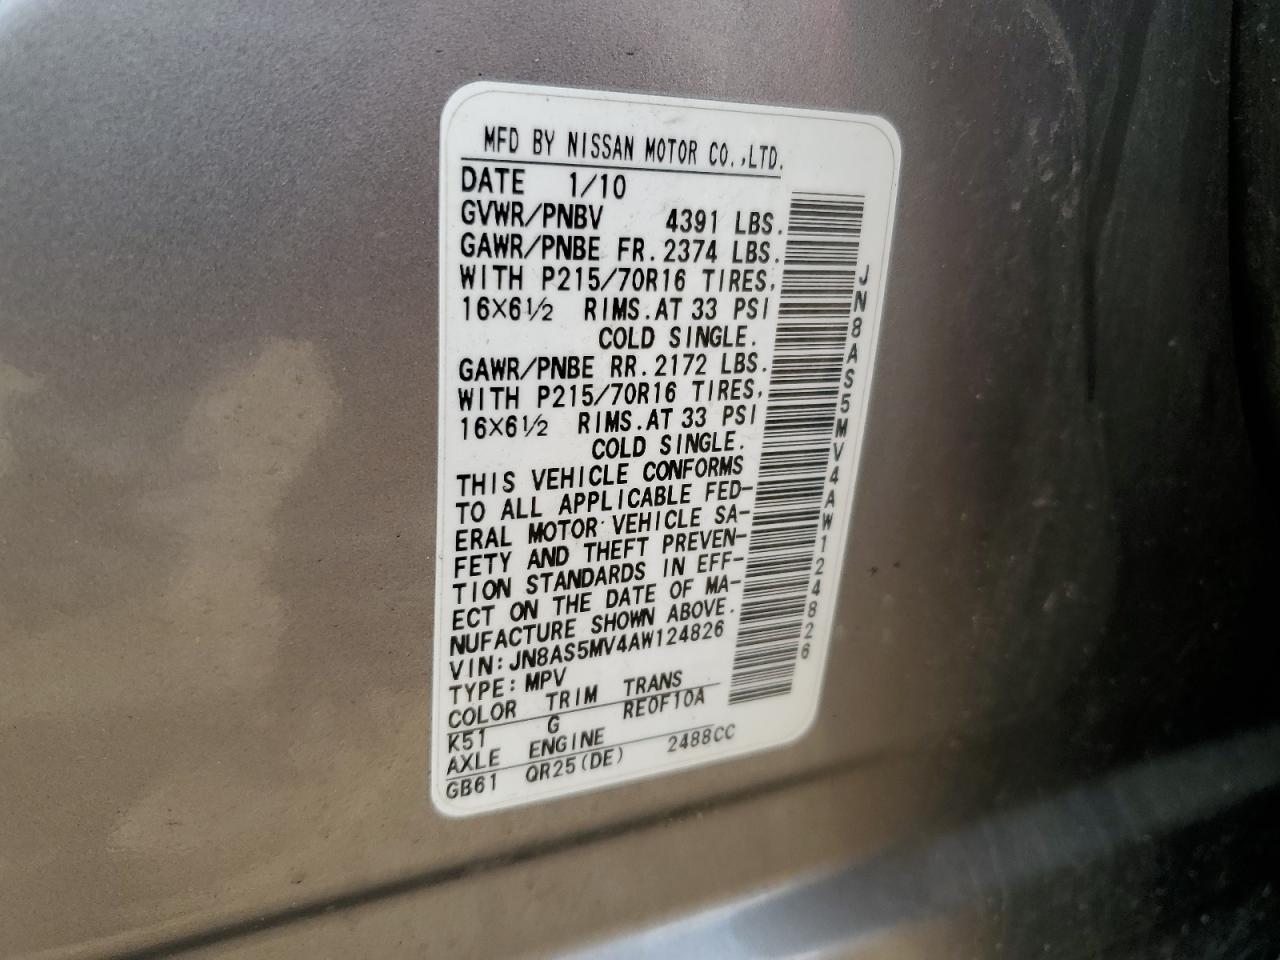 MFD BY NISSAN MOTOR CO.,LTD.
DATE 1/10
GVWR/PNBV 4391 LBS.
GAWR/PNBE FR. 2374 LBS.
WITH P215/70R16 TIRES,
16×6½ RIMS.AT 33 PSI
COLD SINGLE.
GAWR/PNBE RR. 2172 LBS.
WITH P215/70R16 TIRES,
16×6½ RIMS.AT 33 PSI
COLD SINGLE.
THIS VEHICLE CONFORMS
TO ALL APPLICABLE FED-
ERAL MOTOR VEHICLE SA-
FETY AND THEFT PREVEN-
TION STANDARDS IN EFF-
ECT ON THE DATE OF MA-
NUFACTURE SHOWN ABOVE.
VIN: JN8AS5MV4AW124826
TYPE: MPV
COLOR TRIM TRANS
K51 G RE0F10A
AXLE ENGINE
GB61 QR25(DE) 2488CC
JN8AS5MV4AW124826